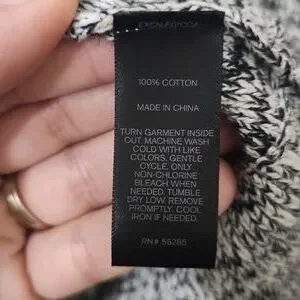 100% COTTON
MADE IN CHINA
TURN GARMENT INSIDE
OUT. MACHINE WASH
COLD WITH LIKE
COLORS. GENTLE
CYCLE. ONLY
NON-CHLORINE
BLEACH WHEN
NEEDED. TUMBLE
DRY LOW. REMOVE
PROMPTLY. COOL
IRON IF NEEDED.
RN# 55285